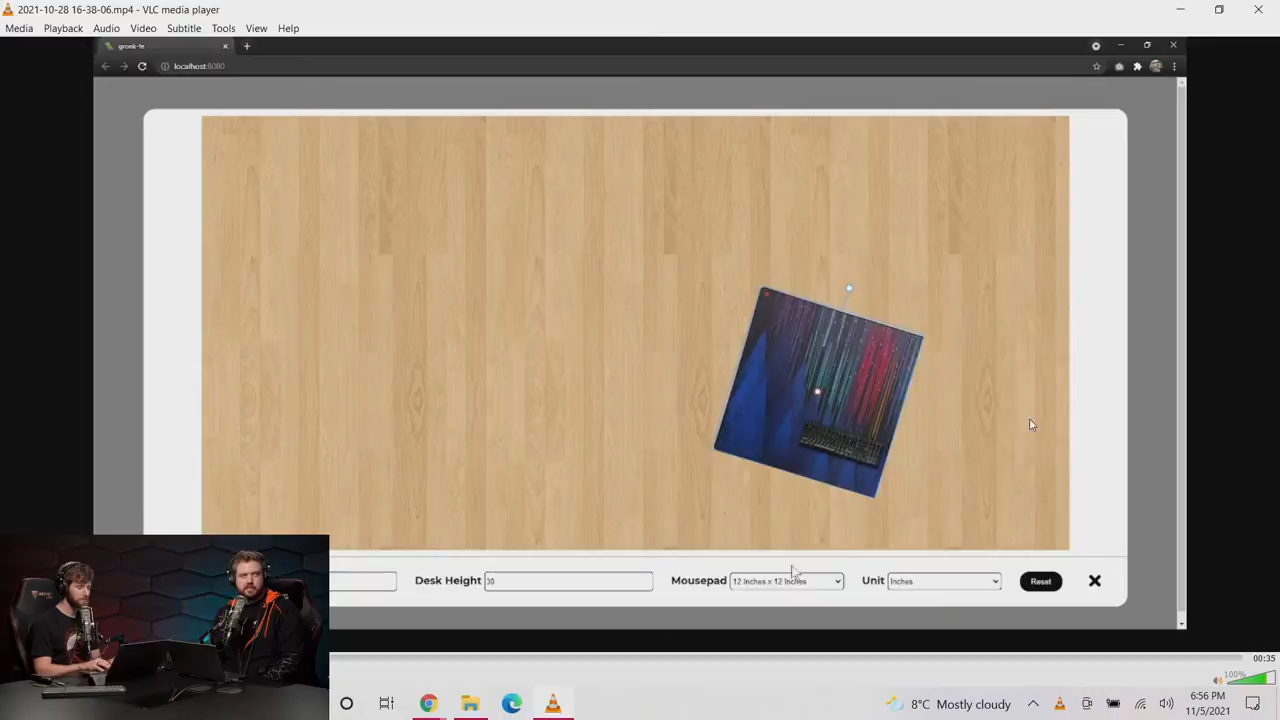 2021-10-28 16-38-06.mp4 - VLC media player
Media Playback Audio Video Subtitle Tools View Help
localhost:8080
Desk Height 30 Mousepad 12 Inches x 12 Inches Unit Inches Reset
00:35
100%
8°C Mostly cloudy
6:56 PM
11/5/2021